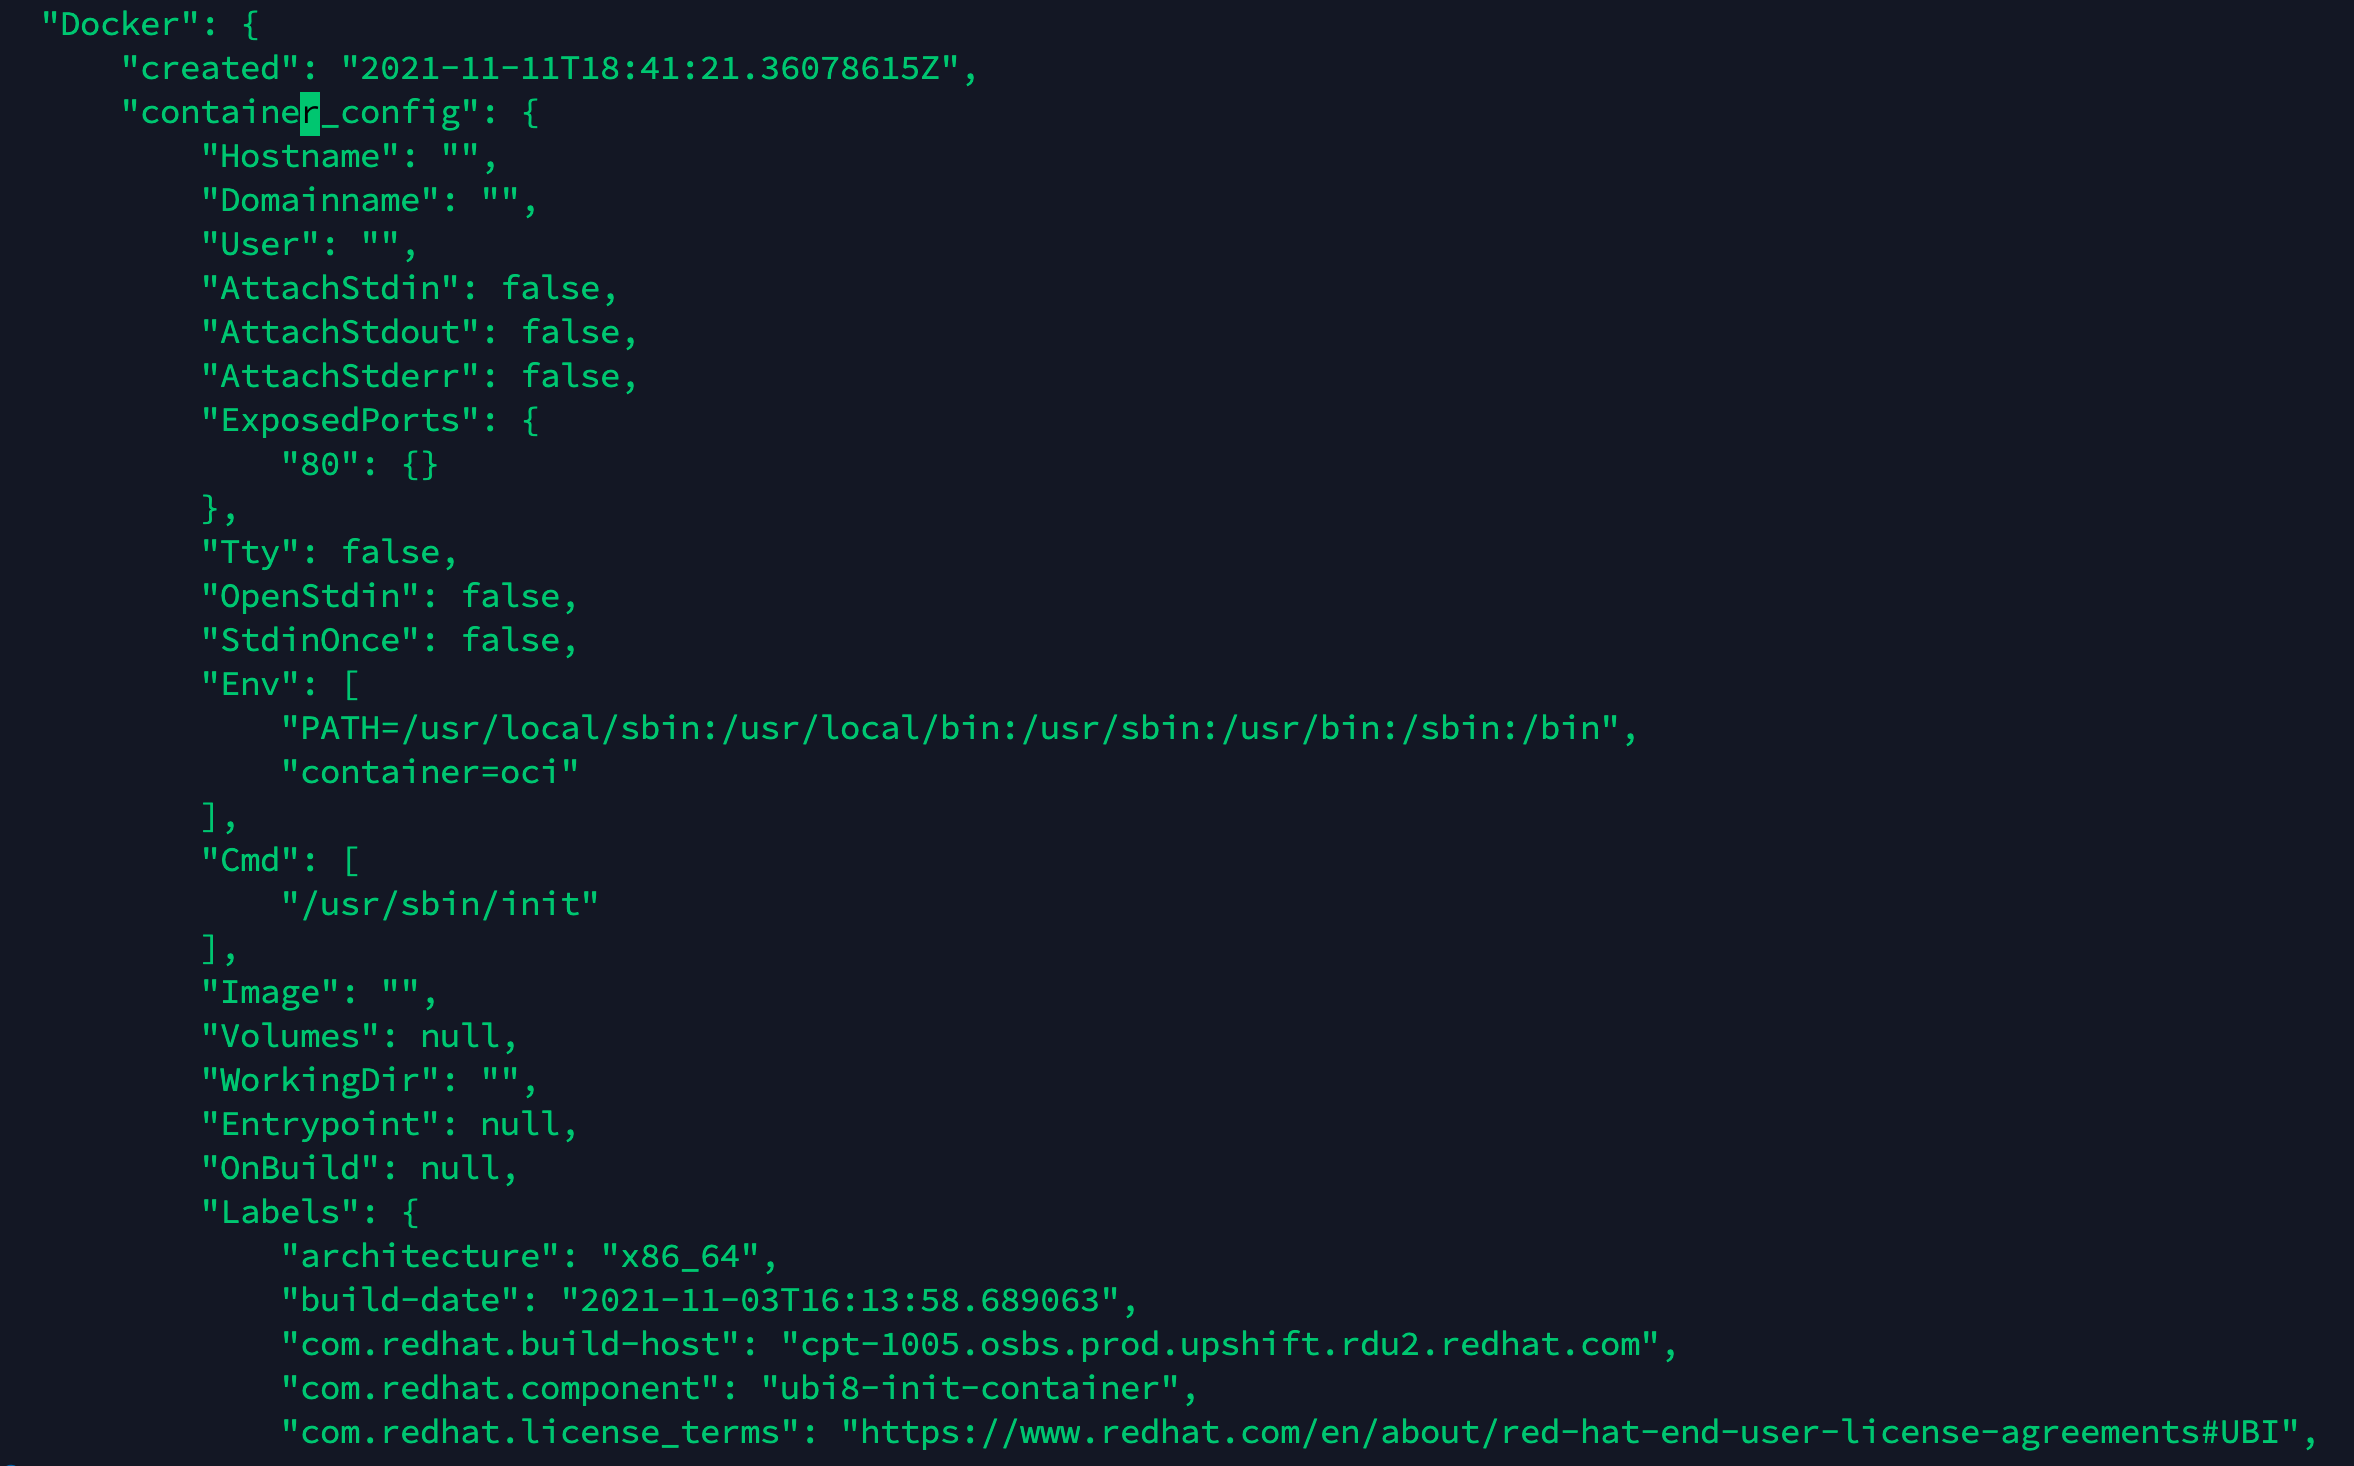 "Docker": {
"created": "2021-11-11T18:41:21.36078615Z",
"container_config": {
"Hostname": "",
"Domainname": "",
"User": "",
"AttachStdin": false,
"AttachStdout": false,
"AttachStderr": false,
"ExposedPorts": {
"80": {}
},
"Tty": false,
"OpenStdin": false,
"StdinOnce": false,
"Env": [
"PATH=/usr/local/sbin:/usr/local/bin:/usr/sbin:/usr/bin:/sbin:/bin",
"container=oci"
],
"Cmd": [
"/usr/sbin/init"
],
"Image": "",
"Volumes": null,
"WorkingDir": "",
"Entrypoint": null,
"OnBuild": null,
"Labels": {
"architecture": "x86_64",
"build-date": "2021-11-03T16:13:58.689063",
"com.redhat.build-host": "cpt-1005.osbs.prod.upshift.rdu2.redhat.com",
"com.redhat.component": "ubi8-init-container",
"com.redhat.license_terms": "https://www.redhat.com/en/about/red-hat-end-user-license-agreements#UBI",